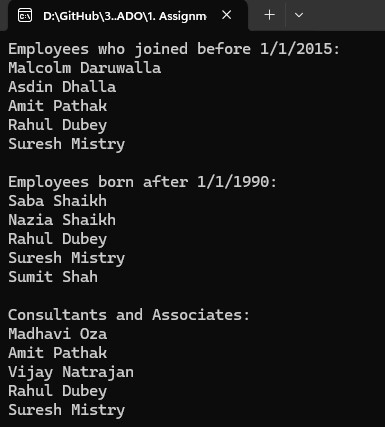 D:\GitHub\3..ADO\1. Assignm
Employees who joined before 1/1/2015:
Malcolm Daruwalla
Asdin Dhalla
Amit Pathak
Rahul Dubey
Suresh Mistry
Employees born after 1/1/1990:
Saba Shaikh
Nazia Shaikh
Rahul Dubey
Suresh Mistry
Sumit Shah
Consultants and Associates:
Madhavi Oza
Amit Pathak
Vijay Natrajan
Rahul Dubey
Suresh Mistry